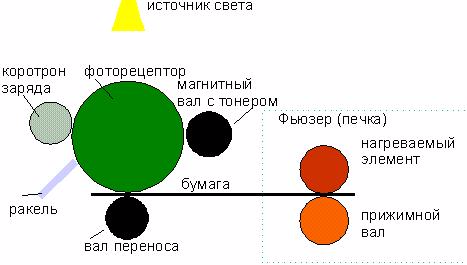 источник света
коротрон
заряда
фоторецептор
магнитный
вал с тонером
Фьюзер (печка)
нагреваемый
элемент
бумага
ракель
прижимной
вал
вал переноса